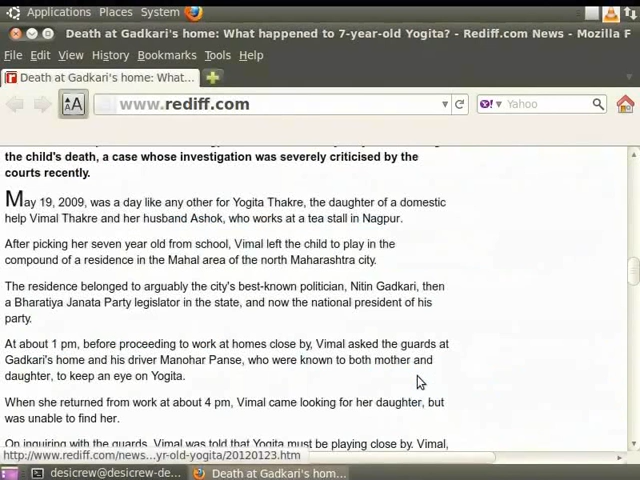 Applications Places System
Death at Gadkari's home: What happened to 7-year-old Yogita? - Rediff.com News - Mozilla F
File Edit View History Bookmarks Tools Help
Death at Gadkari's home: What...
www.rediff.com
Yahoo
the child's death, a case whose investigation was severely criticised by the
courts recently.
May 19, 2009, was a day like any other for Yogita Thakre, the daughter of a domestic
help Vimal Thakre and her husband Ashok, who works at a tea stall in Nagpur.
After picking her seven year old from school, Vimal left the child to play in the
compound of a residence in the Mahal area of the north Maharashtra city.
The residence belonged to arguably the city's best-known politician, Nitin Gadkari, then
a Bharatiya Janata Party legislator in the state, and now the national president of his
party.
At about 1 pm, before proceeding to work at homes close by, Vimal asked the guards at
Gadkari's home and his driver Manohar Panse, who were known to both mother and
daughter, to keep an eye on Yogita.
When she returned from work at about 4 pm, Vimal came looking for her daughter, but
was unable to find her.
On inquiring with the guards, Vimal was told that Yogita must be playing close by. Vimal,
http://www.rediff.com/news...yr-old-yogita/20120123.htm
desicrew@desicrew-de...
Death at Gadkari's hom...